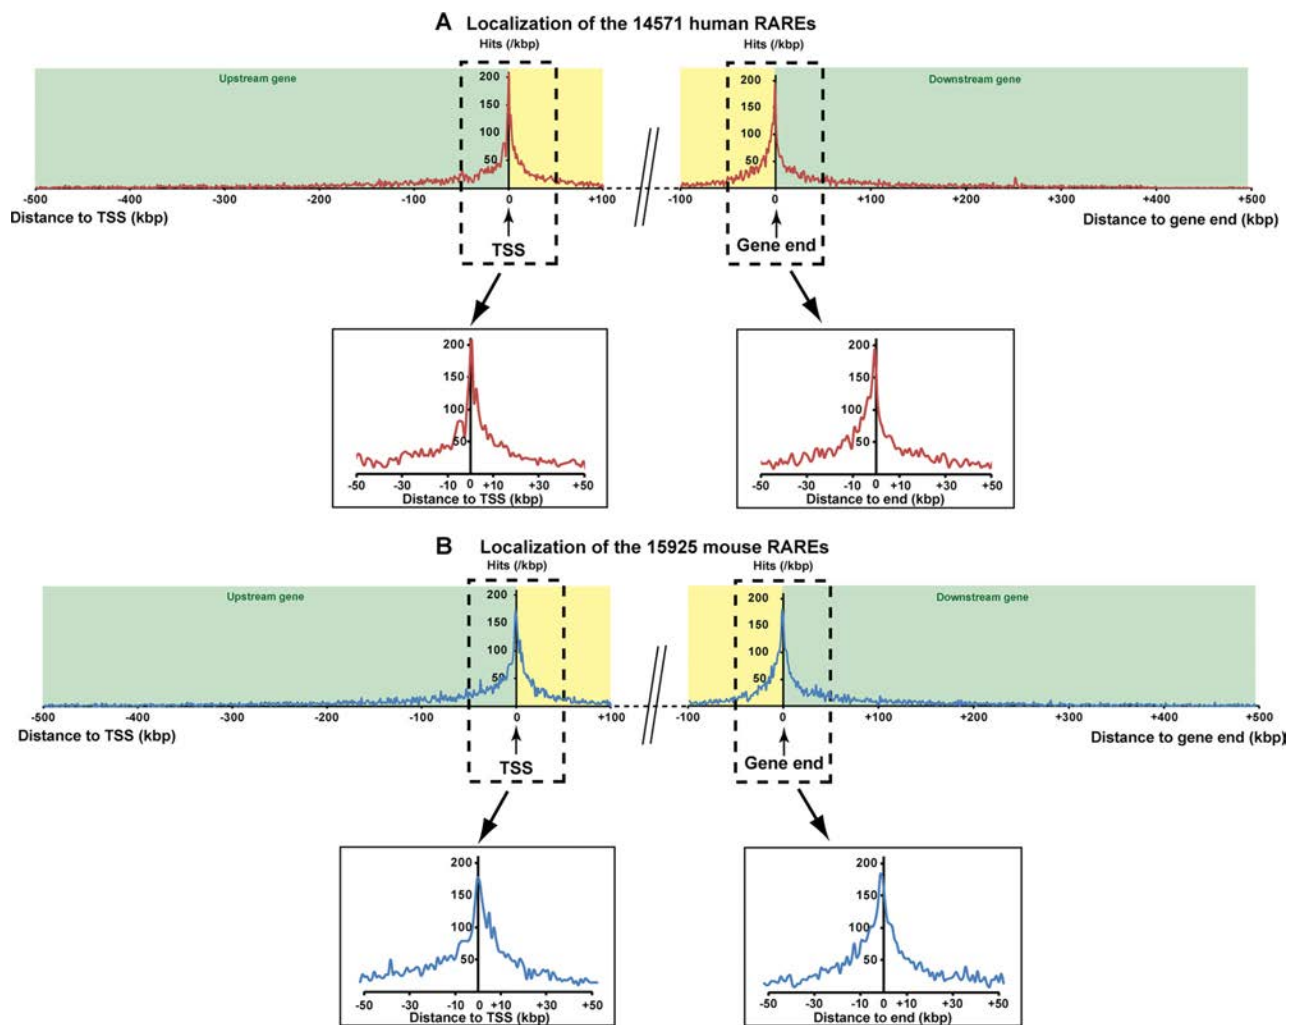 A Localization of the 14571 human RAREs
Hits (/kbp) Hits (/kbp)
Upstream gene Downstream gene
200 200
150 150
100 100
50 50
-500 -400 -300 -200 -100 0 +100 -100 0 +100 +200 +300 +400 +500
Distance to TSS (kbp) Distance to gene end (kbp)
TSS Gene end
200 200
150 150
100 100
50 50
-50 -30 -10 0 +10 +30 +50 -50 -30 -10 0 +10 +30 +50
Distance to TSS (kbp) Distance to end (kbp)
B Localization of the 15925 mouse RAREs
Hits (/kbp) Hits (/kbp)
Upstream gene Downstream gene
200 200
150 150
100 100
50 50
-500 -400 -300 -200 -100 0 +100 -100 0 +100 +200 +300 +400 +500
Distance to TSS (kbp) Distance to gene end (kbp)
TSS Gene end
200 200
150 150
100 100
50 50
-50 -30 -10 0 +10 +30 +50 -50 -30 -10 0 +10 +30 +50
Distance to TSS (kbp) Distance to end (kbp)